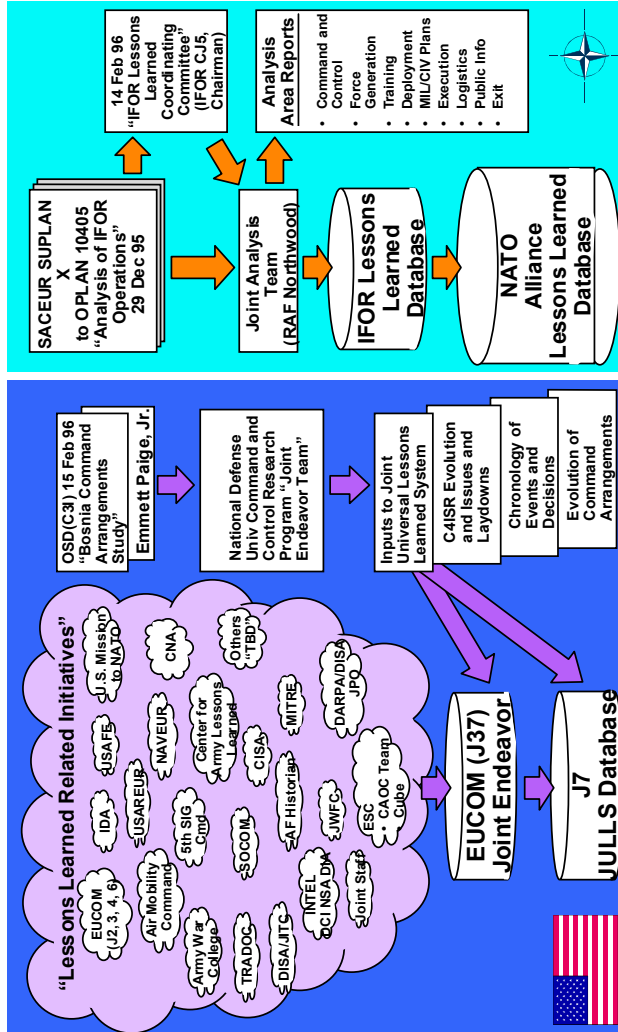 “Lessons Learned Related Initiatives”
EUCOM
(J2, 3, 4, 6)
IDA
USAFE
U.S. Mission
to NATO
Air Mobility
Command
USAREUR
NAVEUR
CNA
Army War
College
5th SIG
Cmd
Center for
Army Lessons
Learned
Others
“TBD”
TRADOC
SOCOM
CISA
DISA/JITC
AF Historian
MITRE
INTEL
DCI NSA DIA
JWFC
DARPA/DISA
JPO
Joint Staff
ESC
• CAOC Team
• Cube
EUCOM (J37)
Joint Endeavor
J7
JULLS Database
OSD(C3I) 15 Feb 96
“Bosnia Command
Arrangements
Study”
Emmett Paige, Jr.
National Defense
Univ Command and
Control Research
Program “Joint
Endeavor Team”
Inputs to Joint
Universal Lessons
Learned System
C4ISR Evolution
and Issues and
Laydowns
Chronology of
Events and
Decisions
Evolution of
Command
Arrangements
SACEUR SUPLAN
X
to OPLAN 10405
“Analysis of IFOR
Operations”
29 Dec 95
14 Feb 96
“IFOR Lessons
Learned
Coordinating
Committee”
(IFOR CJ5,
Chairman)
Joint Analysis
Team
(RAF Northwood)
Analysis
Area Reports
• Command and
Control
• Force
Generation
• Training
• Deployment
• MIL/CIV Plans
• Execution
• Logistics
• Public Info
• Exit
IFOR Lessons
Learned
Database
NATO
Alliance
Lessons Learned
Database